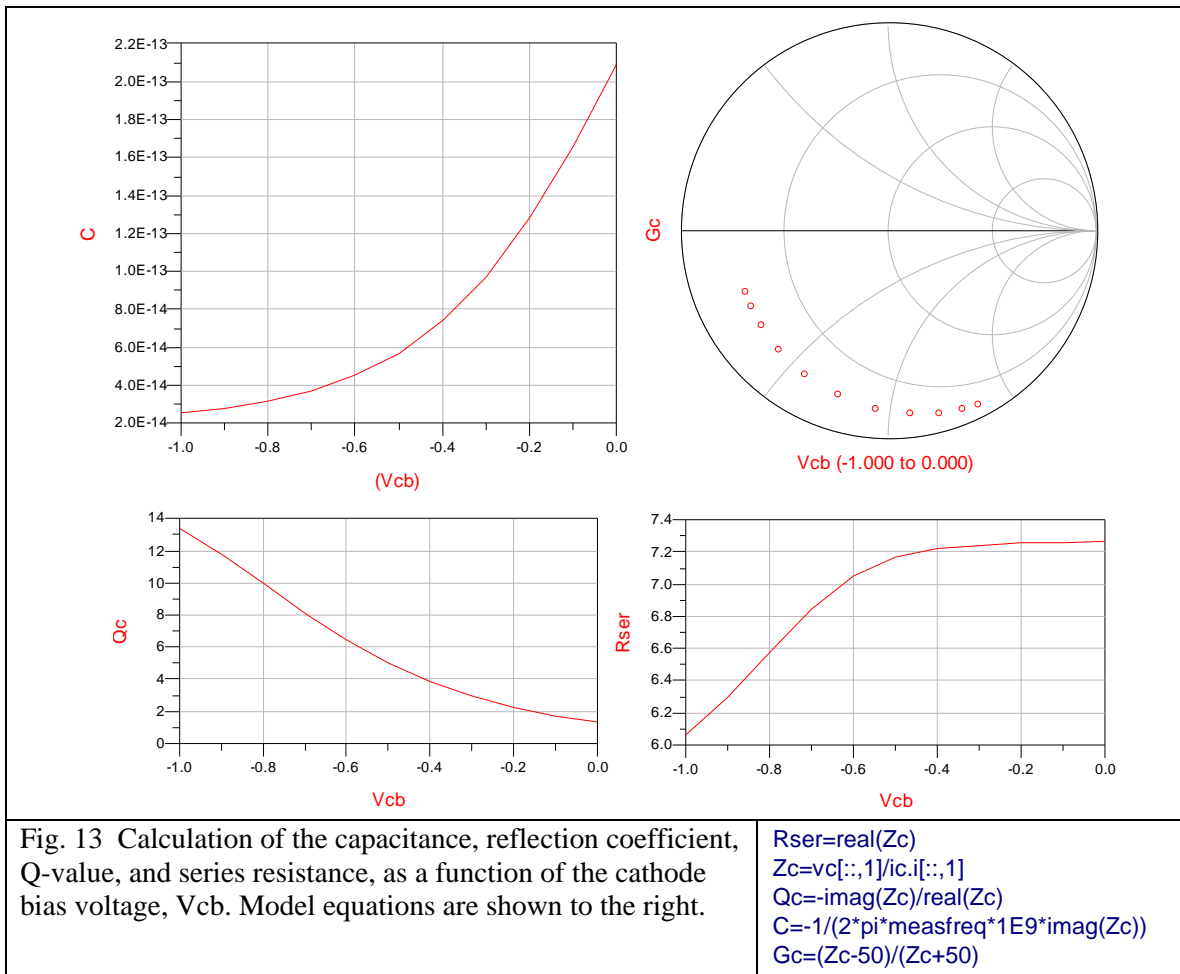 2.2E-13
2.0E-13
1.8E-13
1.6E-13
1.4E-13
1.2E-13
1.0E-13
8.0E-14
6.0E-14
4.0E-14
2.0E-14
C
-1.0 -0.8 -0.6 -0.4 -0.2 0.0
(Vcb)
Gc
Vcb (-1.000 to 0.000)
14
12
10
8
6
4
2
0
Qc
-1.0 -0.8 -0.6 -0.4 -0.2 0.0
Vcb
7.4
7.2
7.0
6.8
6.6
6.4
6.2
6.0
Rser
-1.0 -0.8 -0.6 -0.4 -0.2 0.0
Vcb
Fig. 13 Calculation of the capacitance, reflection coefficient,
Q-value, and series resistance, as a function of the cathode
bias voltage, Vcb. Model equations are shown to the right.
Rser=real(Zc)
Zc=vc[::,1]/ic.i[::,1]
Qc=-imag(Zc)/real(Zc)
C=-1/(2*pi*measfreq*1E9*imag(Zc))
Gc=(Zc-50)/(Zc+50)